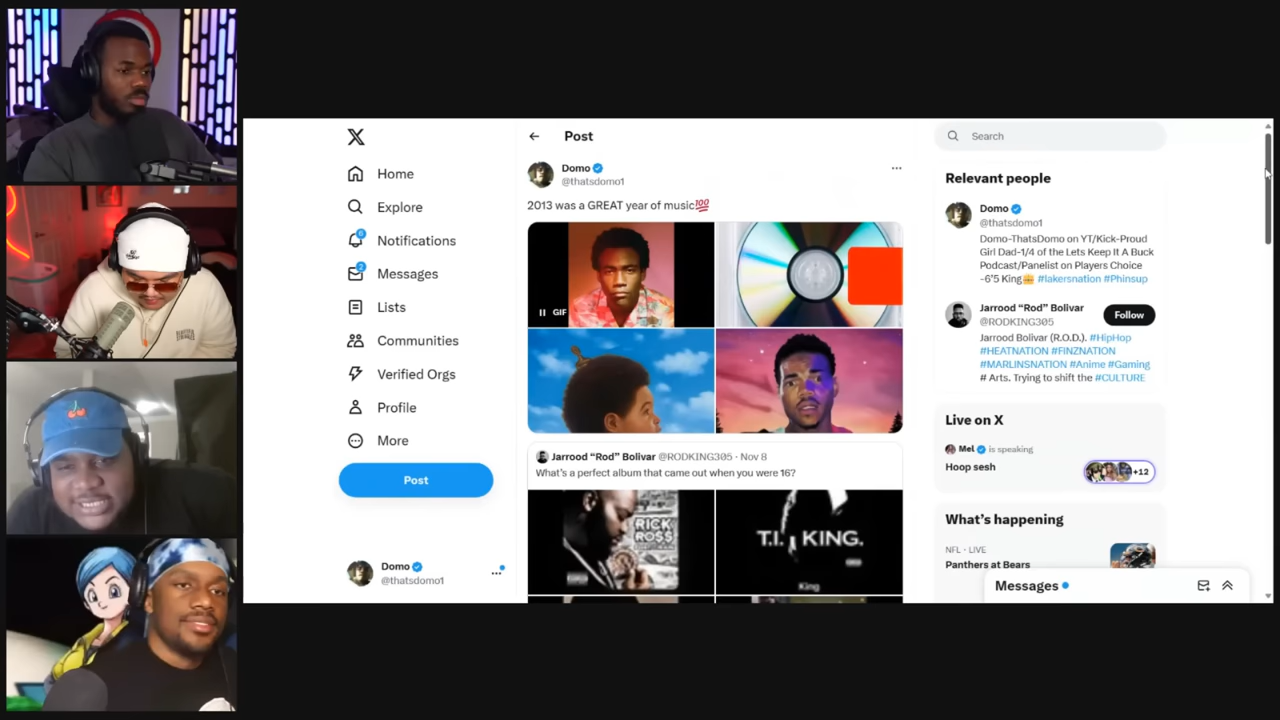 Home
Explore
6
Notifications
2
Messages
Lists
Communities
Verified Orgs
Profile
More
Post
Domo
@thatsdomo1
Post
Domo
@thatsdomo1
2013 was a GREAT year of music💯
GIF
Jarrood “Rod” Bolivar @RODKING305 · Nov 8
What’s a perfect album that came out when you were 16?
RICK
ROSS
T.I. KING.
King
Search
Relevant people
Domo
@thatsdomo1
Domo-ThatsDomo on YT/Kick-Proud
Girl Dad-1/4 of the Lets Keep It A Buck
Podcast/Panelist on Players Choice
-6'5 King👑 #lakersnation #Phinsup
Jarrood “Rod” Bolivar
@RODKING305
Follow
Jarrood Bolivar (R.O.D.). #HipHop
#HEATNATION #FINZNATION
#MARLINSNATION #Anime #Gaming
# Arts. Trying to shift the #CULTURE
Live on X
Mel is speaking
Hoop sesh
+12
What’s happening
NFL · LIVE
Panthers at Bears
Messages